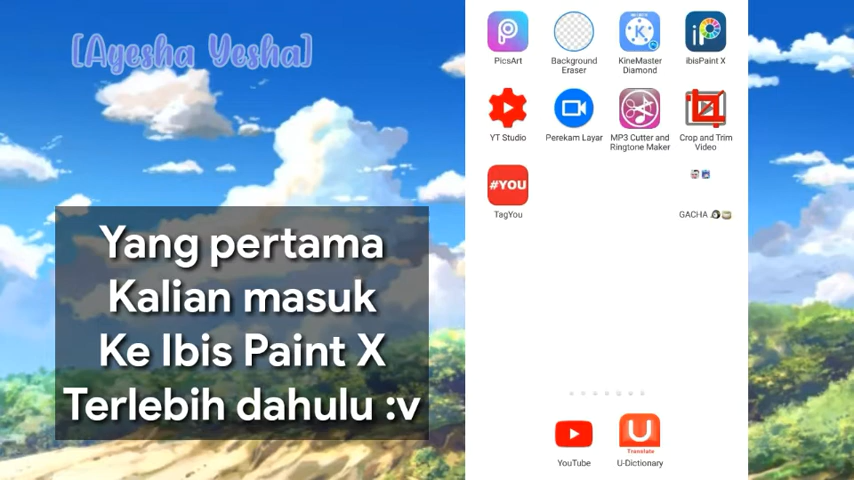 [Ayesha Yesha]
Yang pertama
Kalian masuk
Ke Ibis Paint X
Terlebih dahulu :v
PicsArt
Background
Eraser
KineMaster
Diamond
ibisPaint X
YT Studio
Perekam Layar
MP3 Cutter and
Ringtone Maker
Crop and Trim
Video
#YOU
TagYou
GACHA
YouTube
U
Translate
U-Dictionary